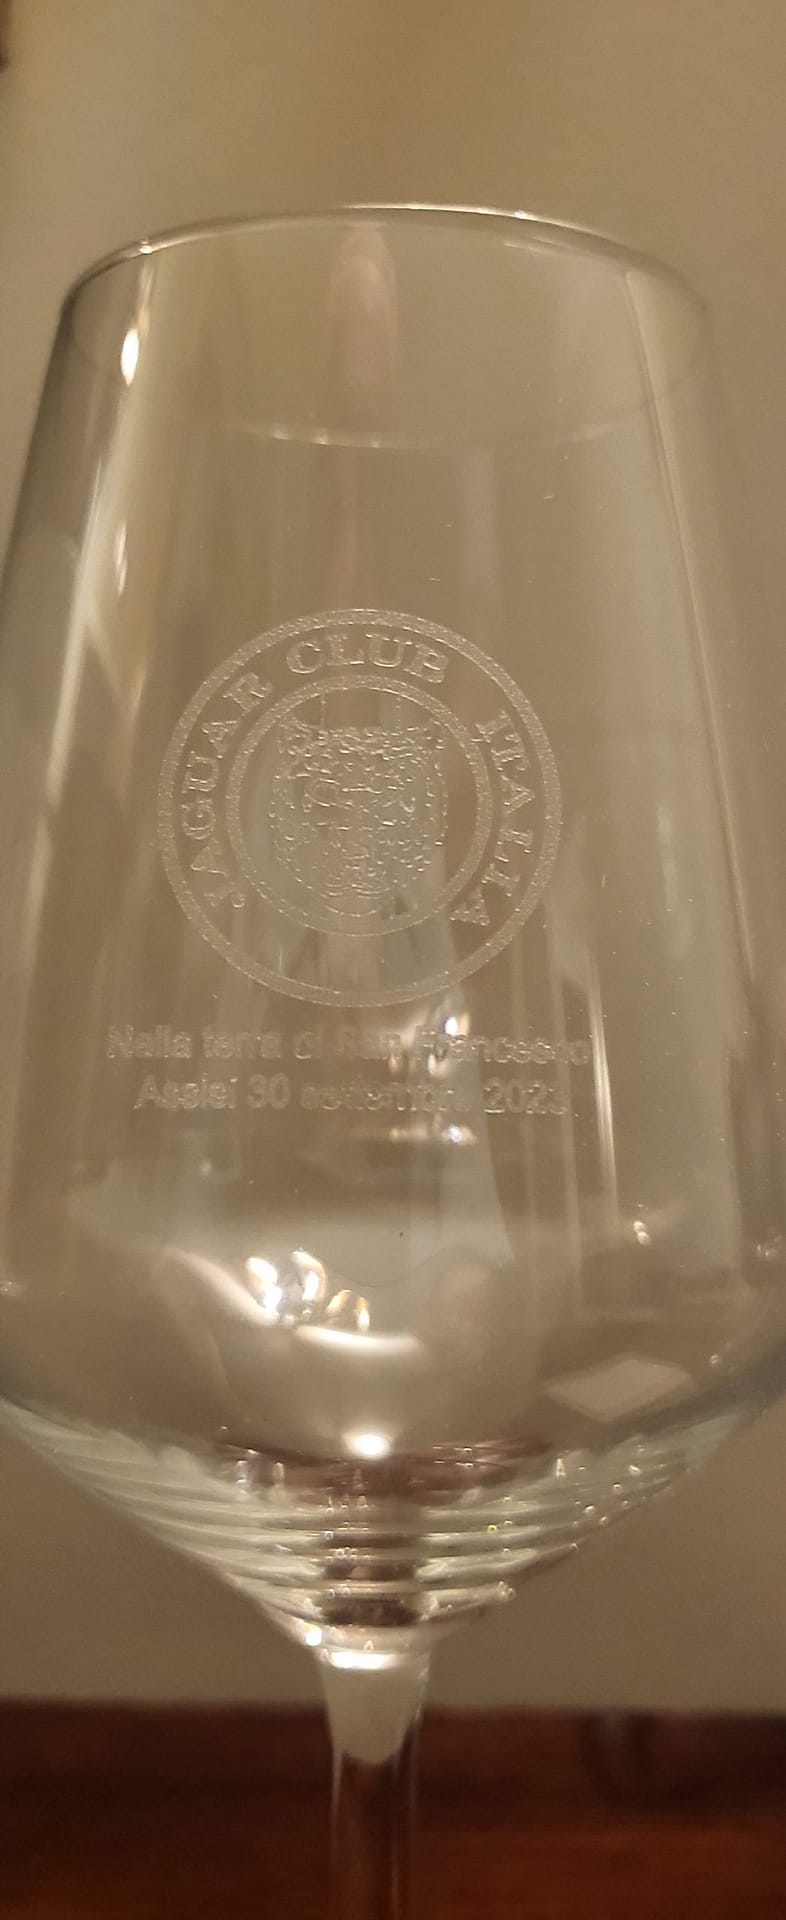 JAGUAR CLUB ITALIA
Nella terra di San Francesco
Assisi 30 settembre 2023